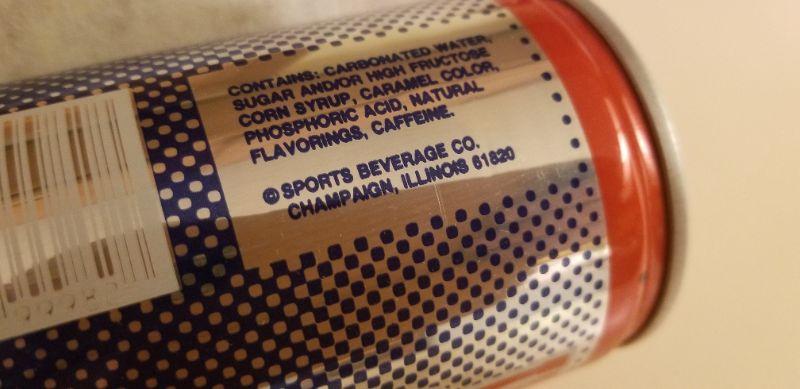 CONTAINS: CARBONATED WATER,
SUGAR AND/OR HIGH FRUCTOSE
CORN SYRUP, CARAMEL COLOR,
PHOSPHORIC ACID, NATURAL
FLAVORINGS, CAFFEINE.
© SPORTS BEVERAGE CO.
CHAMPAIGN, ILLINOIS 61820